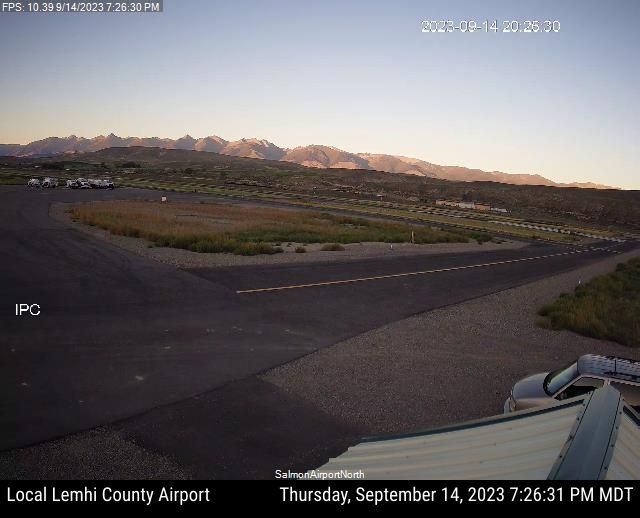 FPS: 10.39 9/14/2023 7:26:30 PM
2023-09-14 20:25:30
IPC
SalmonAirportNorth
Local Lemhi County Airport Thursday, September 14, 2023 7:26:31 PM MDT